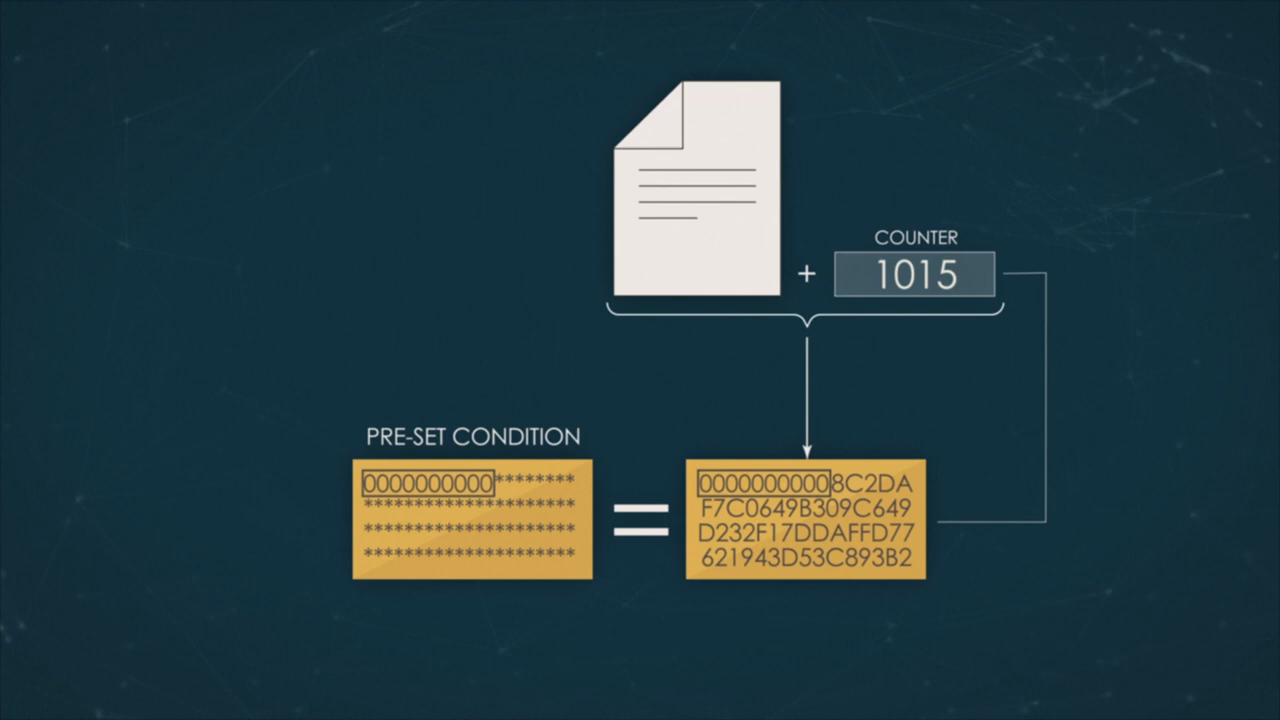 COUNTER
+ 1015
PRE-SET CONDITION
0000000000********
******************
******************
******************
=
00000000008C2DA
F7C0649B309C649
D232F17DDAFFD77
621943D53C893B2